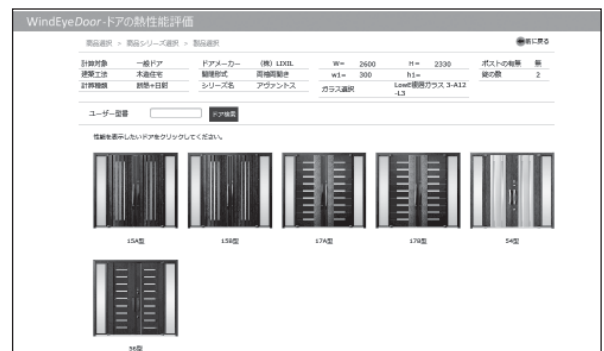 WindEyeDoor-ドアの熱性能評価
商品選択 > 商品シリーズ選択 > 製品選択 前に戻る
計算対象 一般ドア ドアメーカー (株) LIXIL W= 2600 H= 2330 ポストの有無 無
建築工法 木造住宅 開閉形式 両袖両開き w1= 300 h1= 錠の数 2
計算種類 断熱+日射 シリーズ名 アヴァントス ガラス選択 LowE複層ガラス 3-A12-L3
ユーザー型番 ドア検索
性能を表示したいドアをクリックしてください。
15A型 15B型 17A型 17B型 54型
56型